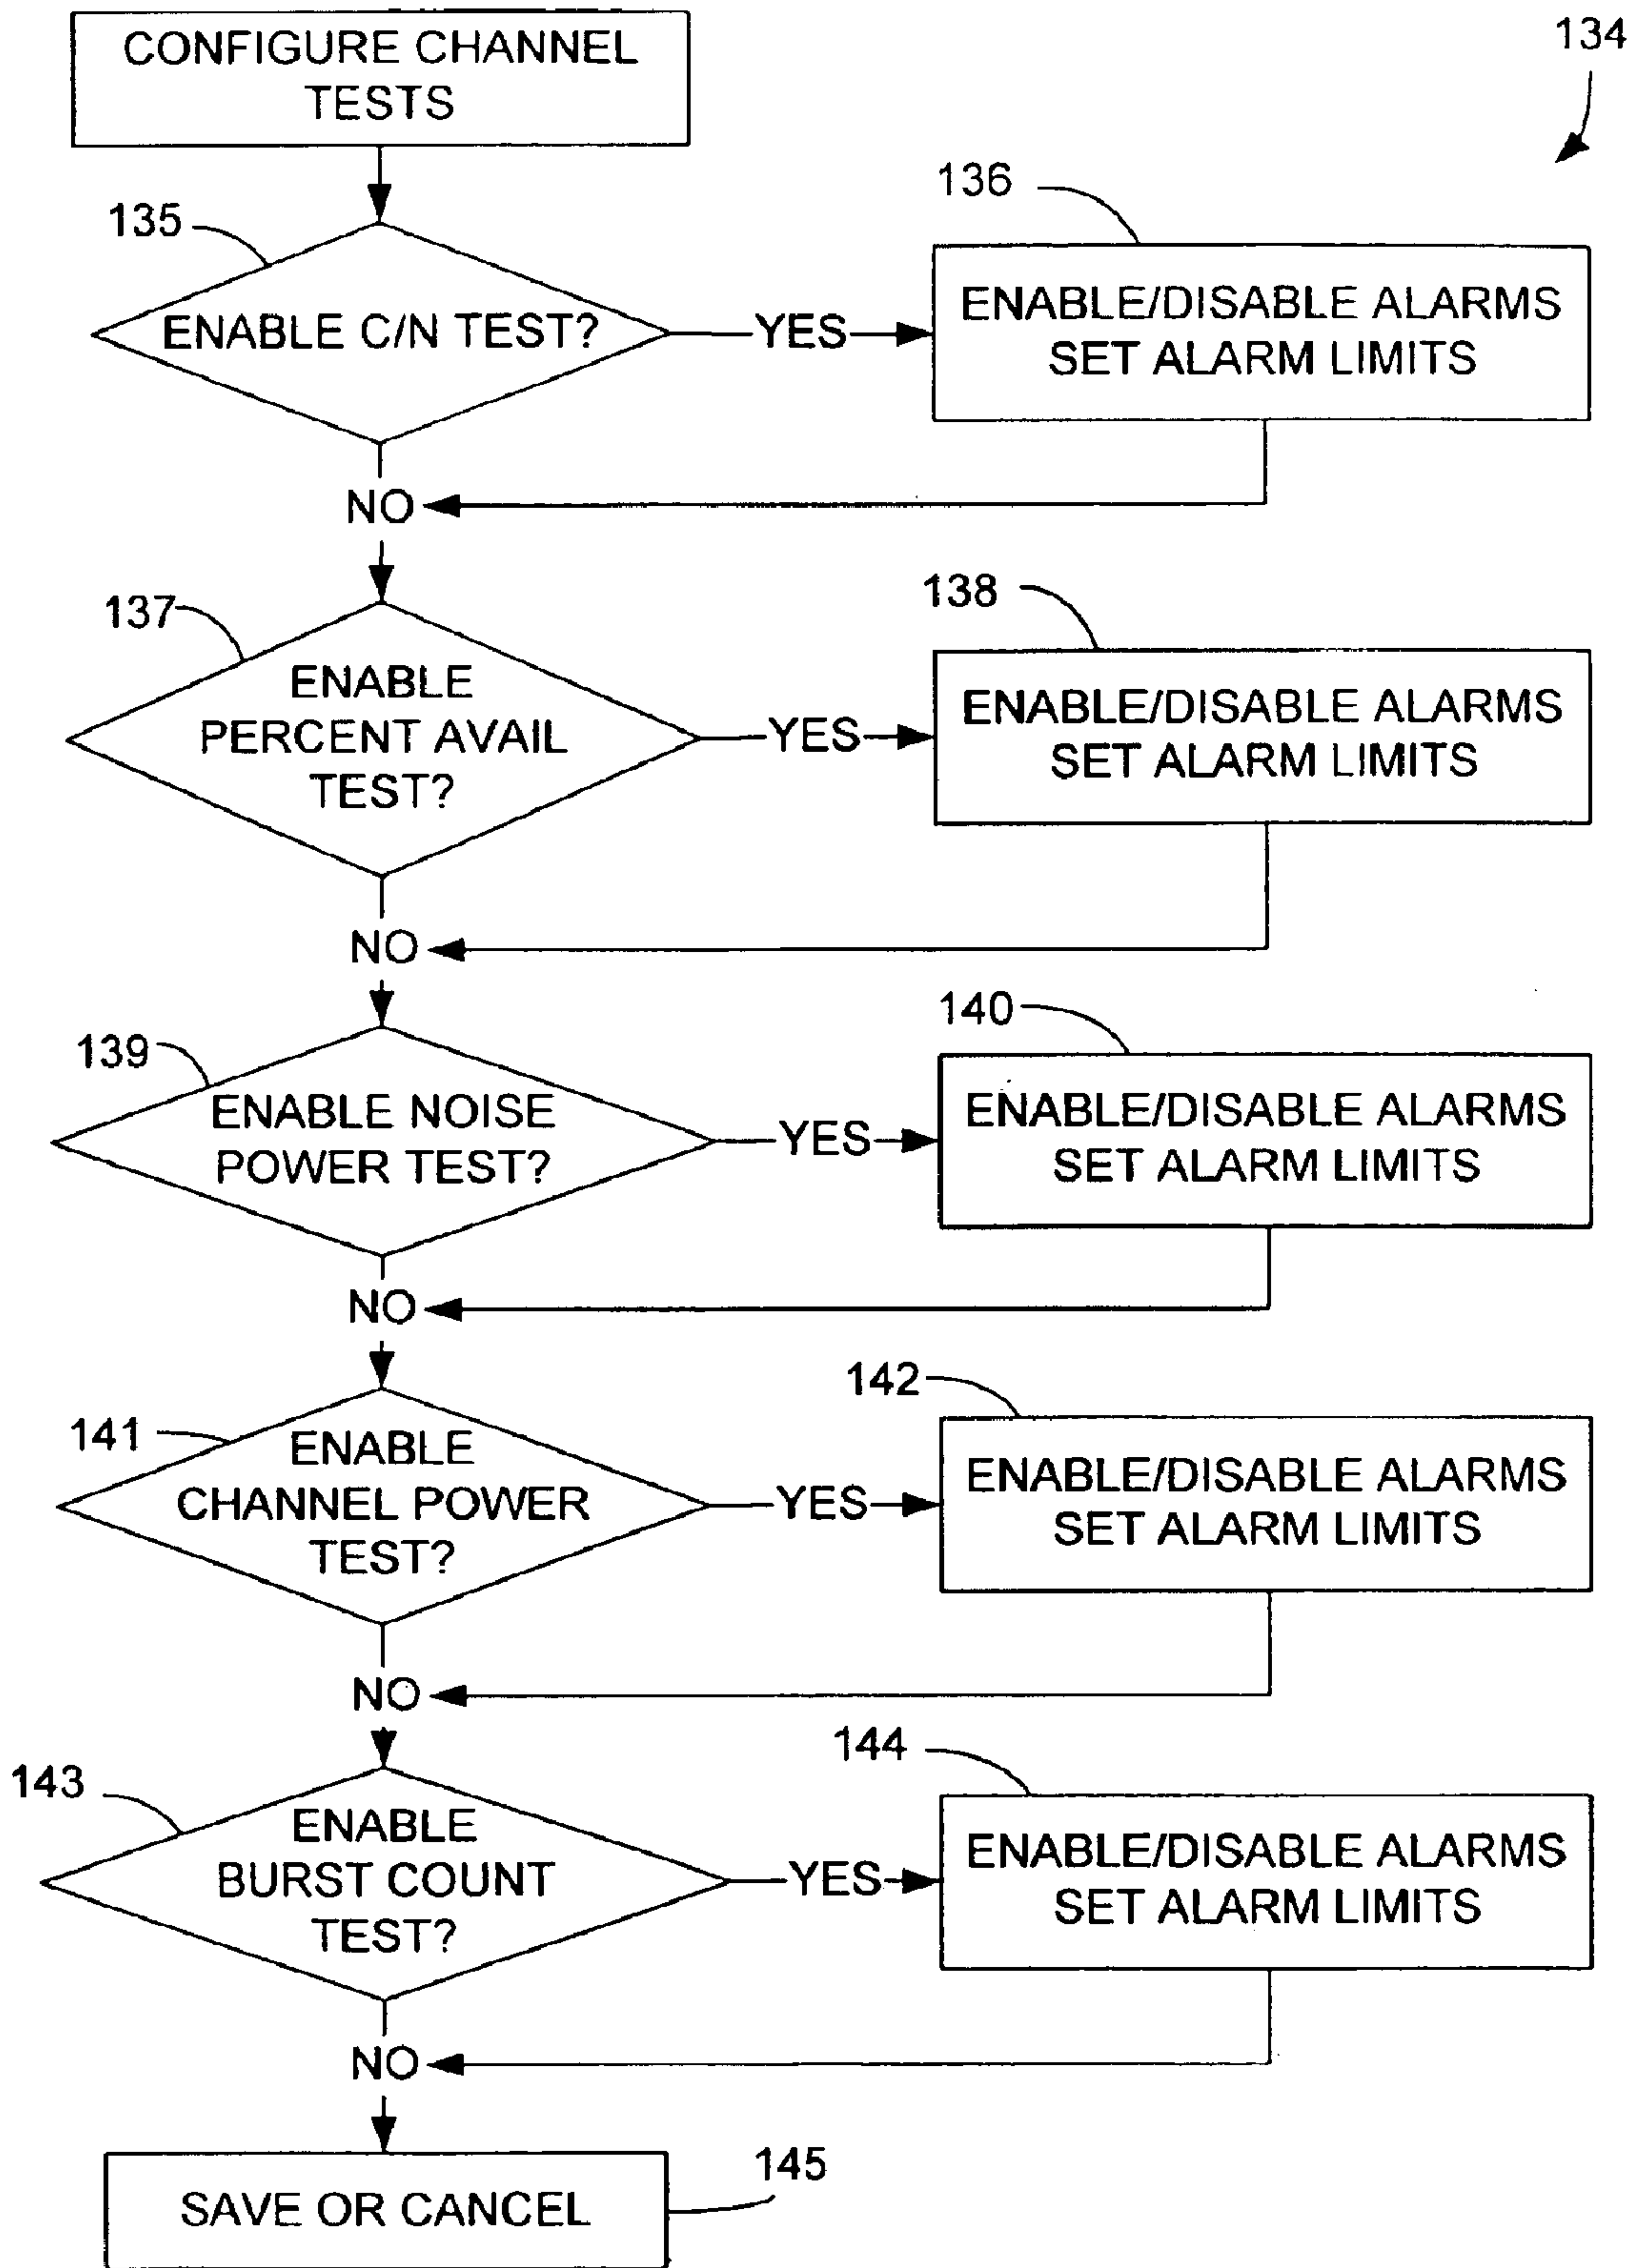 CONFIGURE CHANNEL
TESTS
134
135
ENABLE C/N TEST?
YES
136
ENABLE/DISABLE ALARMS
SET ALARM LIMITS
NO
137
ENABLE
PERCENT AVAIL
TEST?
YES
138
ENABLE/DISABLE ALARMS
SET ALARM LIMITS
NO
139
ENABLE NOISE
POWER TEST?
YES
140
ENABLE/DISABLE ALARMS
SET ALARM LIMITS
NO
141
ENABLE
CHANNEL POWER
TEST?
YES
142
ENABLE/DISABLE ALARMS
SET ALARM LIMITS
NO
143
ENABLE
BURST COUNT
TEST?
YES
144
ENABLE/DISABLE ALARMS
SET ALARM LIMITS
NO
SAVE OR CANCEL
145